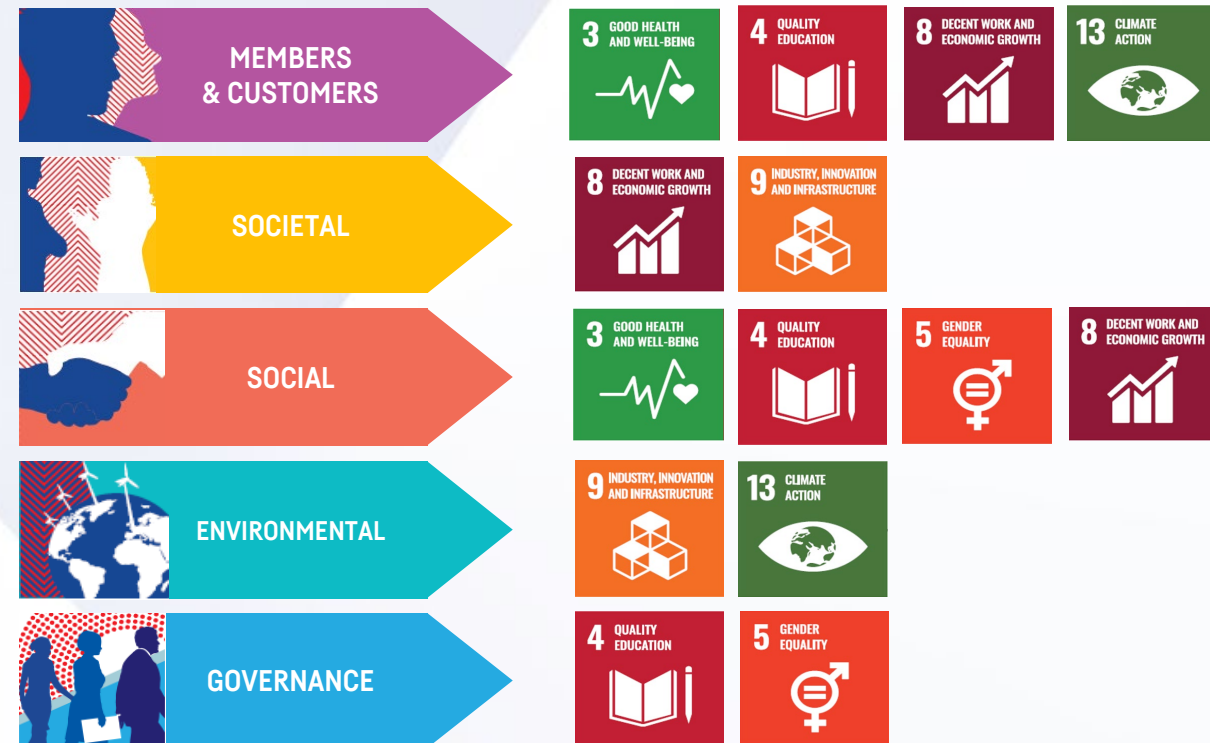 MEMBERS
& CUSTOMERS
3 GOOD HEALTH
AND WELL-BEING
4 QUALITY
EDUCATION
8 DECENT WORK AND
ECONOMIC GROWTH
13 CLIMATE
ACTION
SOCIETAL
8 DECENT WORK AND
ECONOMIC GROWTH
9 INDUSTRY, INNOVATION
AND INFRASTRUCTURE
SOCIAL
3 GOOD HEALTH
AND WELL-BEING
4 QUALITY
EDUCATION
5 GENDER
EQUALITY
8 DECENT WORK AND
ECONOMIC GROWTH
ENVIRONMENTAL
9 INDUSTRY, INNOVATION
AND INFRASTRUCTURE
13 CLIMATE
ACTION
GOVERNANCE
4 QUALITY
EDUCATION
5 GENDER
EQUALITY